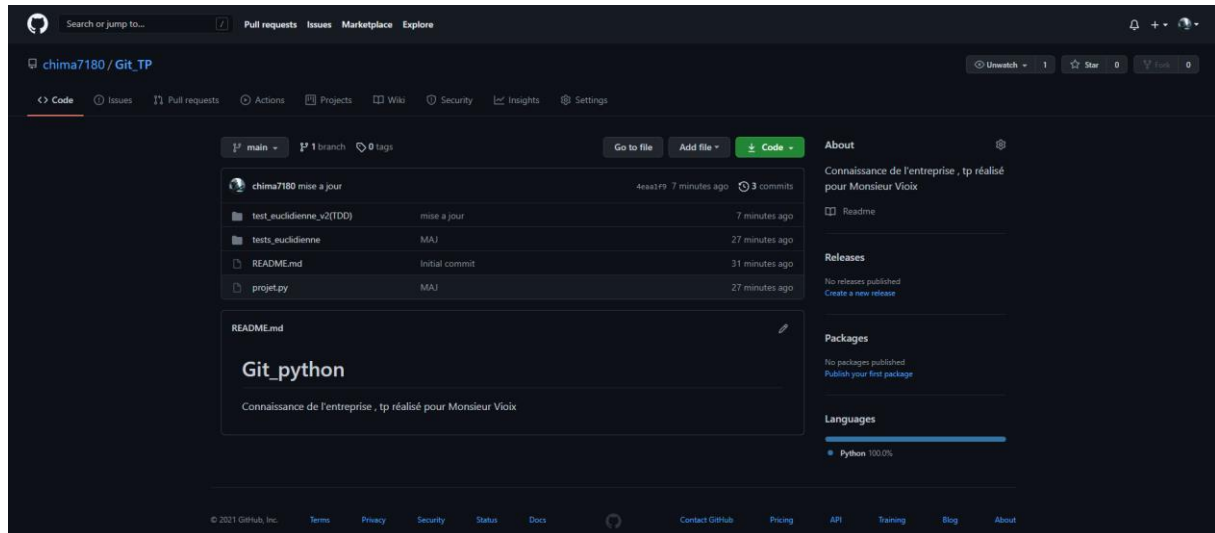 Search or jump to... / Pull requests Issues Marketplace Explore
chima7180 / Git_TP Unwatch 1 Star 0 Fork 0
<> Code Issues Pull requests Actions Projects Wiki Security Insights Settings
main 1 branch 0 tags Go to file Add file Code
chima7180 mise a jour 4eaa1f9 7 minutes ago 3 commits
test_euclidienne_v2(TDD) mise a jour 7 minutes ago
tests_euclidienne MAJ 27 minutes ago
README.md Initial commit 31 minutes ago
projet.py MAJ 27 minutes ago
README.md
Git_python
Connaissance de l'entreprise , tp réalisé pour Monsieur Vioix
About
Connaissance de l'entreprise , tp réalisé
pour Monsieur Vioix
Readme
Releases
No releases published
Create a new release
Packages
No packages published
Publish your first package
Languages
Python 100.0%
© 2021 GitHub, Inc. Terms Privacy Security Status Docs Contact GitHub Pricing API Training Blog About